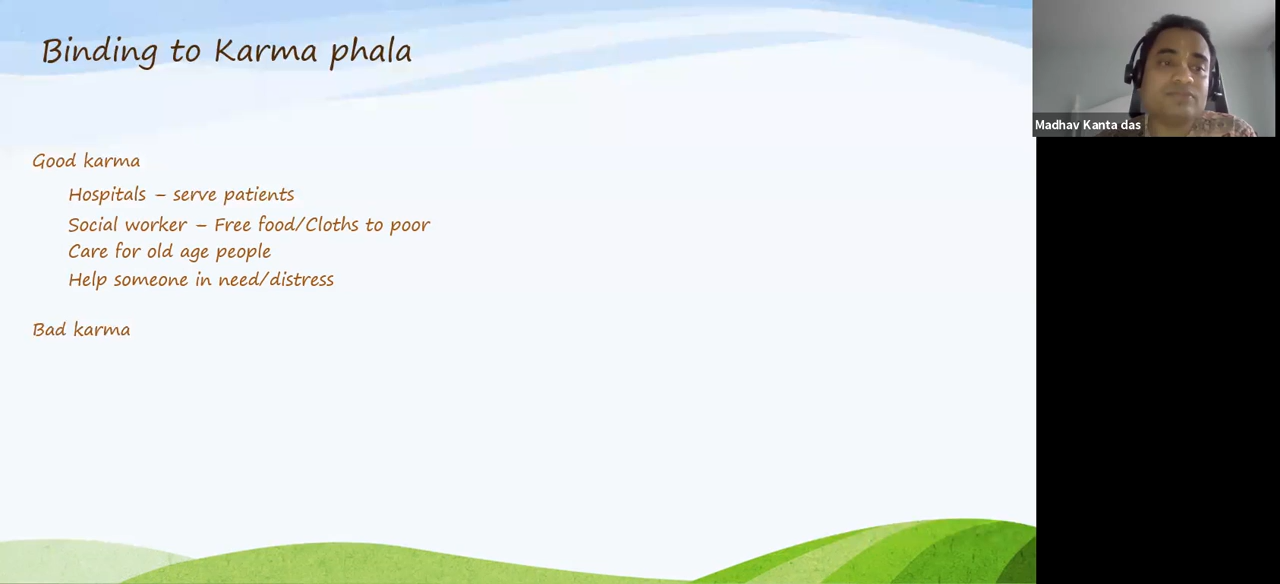 Binding to Karma phala
Madhav Kanta das
Good karma
Hospitals – serve patients
Social worker – Free food/Cloths to poor
Care for old age people
Help someone in need/distress
Bad karma